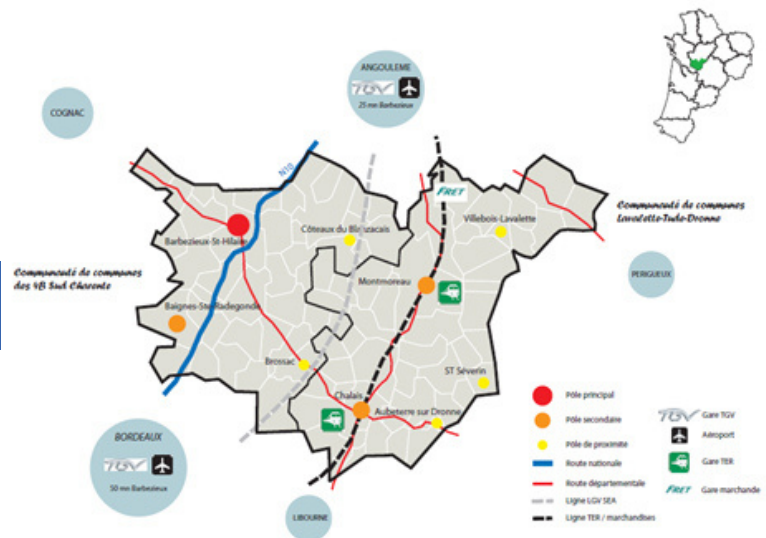 ANGOULEME
TGV
25 mn Barbezieux
COGNAC
N10
FRET
Communauté de communes
Lavalette-Tude-Dronne
Villebois-Lavalette
Côteaux du Blanzacais
Barbezieux-St-Hilaire
Communauté de communes
des 4B Sud Charente
PERIGUEUX
Montmoreau
Baignes-Ste-Radegonde
Brossac
ST Séverin
Chalais
Aubeterre sur Dronne
BORDEAUX
TGV
50 mn Barbezieux
LIBOURNE
Pôle principal
Pôle secondaire
Pôle de proximité
Route nationale
Route départementale
Ligne LGV SEA
Ligne TER / marchandises
TGV Gare TGV
Aéroport
Gare TER
FRET Gare marchande